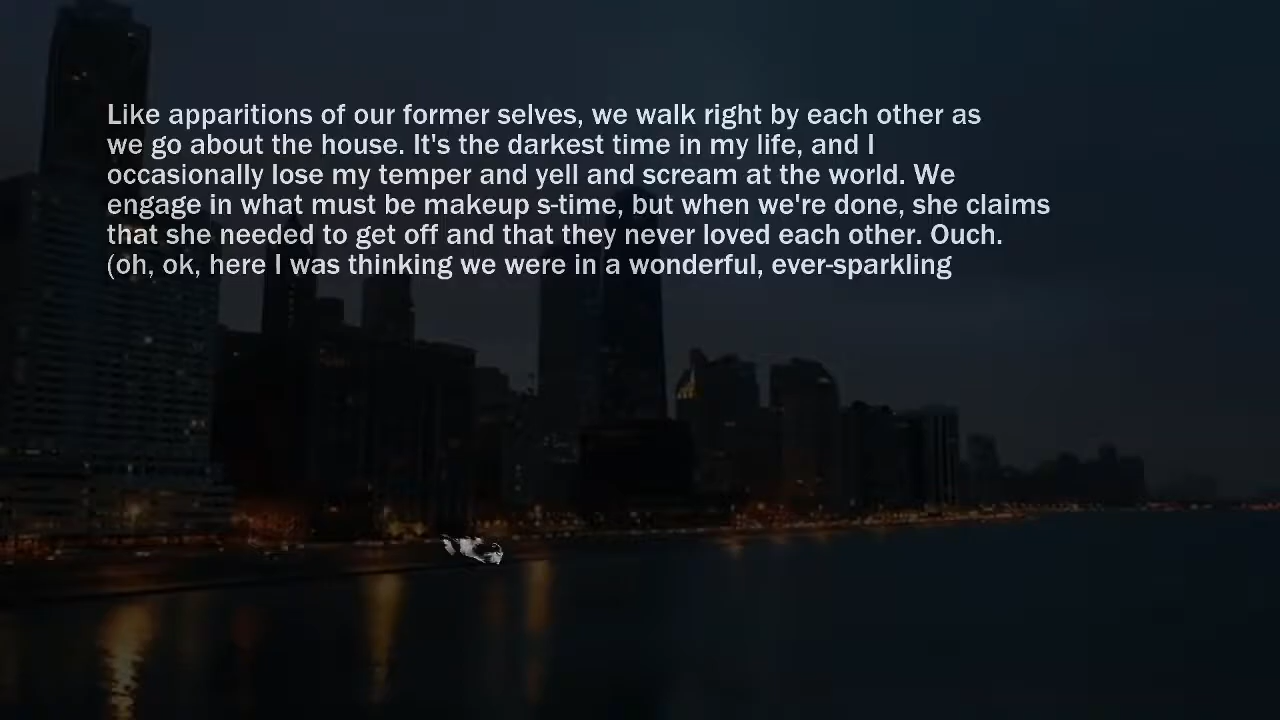 Like apparitions of our former selves, we walk right by each other as
we go about the house. It's the darkest time in my life, and I
occasionally lose my temper and yell and scream at the world. We
engage in what must be makeup s-time, but when we're done, she claims
that she needed to get off and that they never loved each other. Ouch.
(oh, ok, here I was thinking we were in a wonderful, ever-sparkling